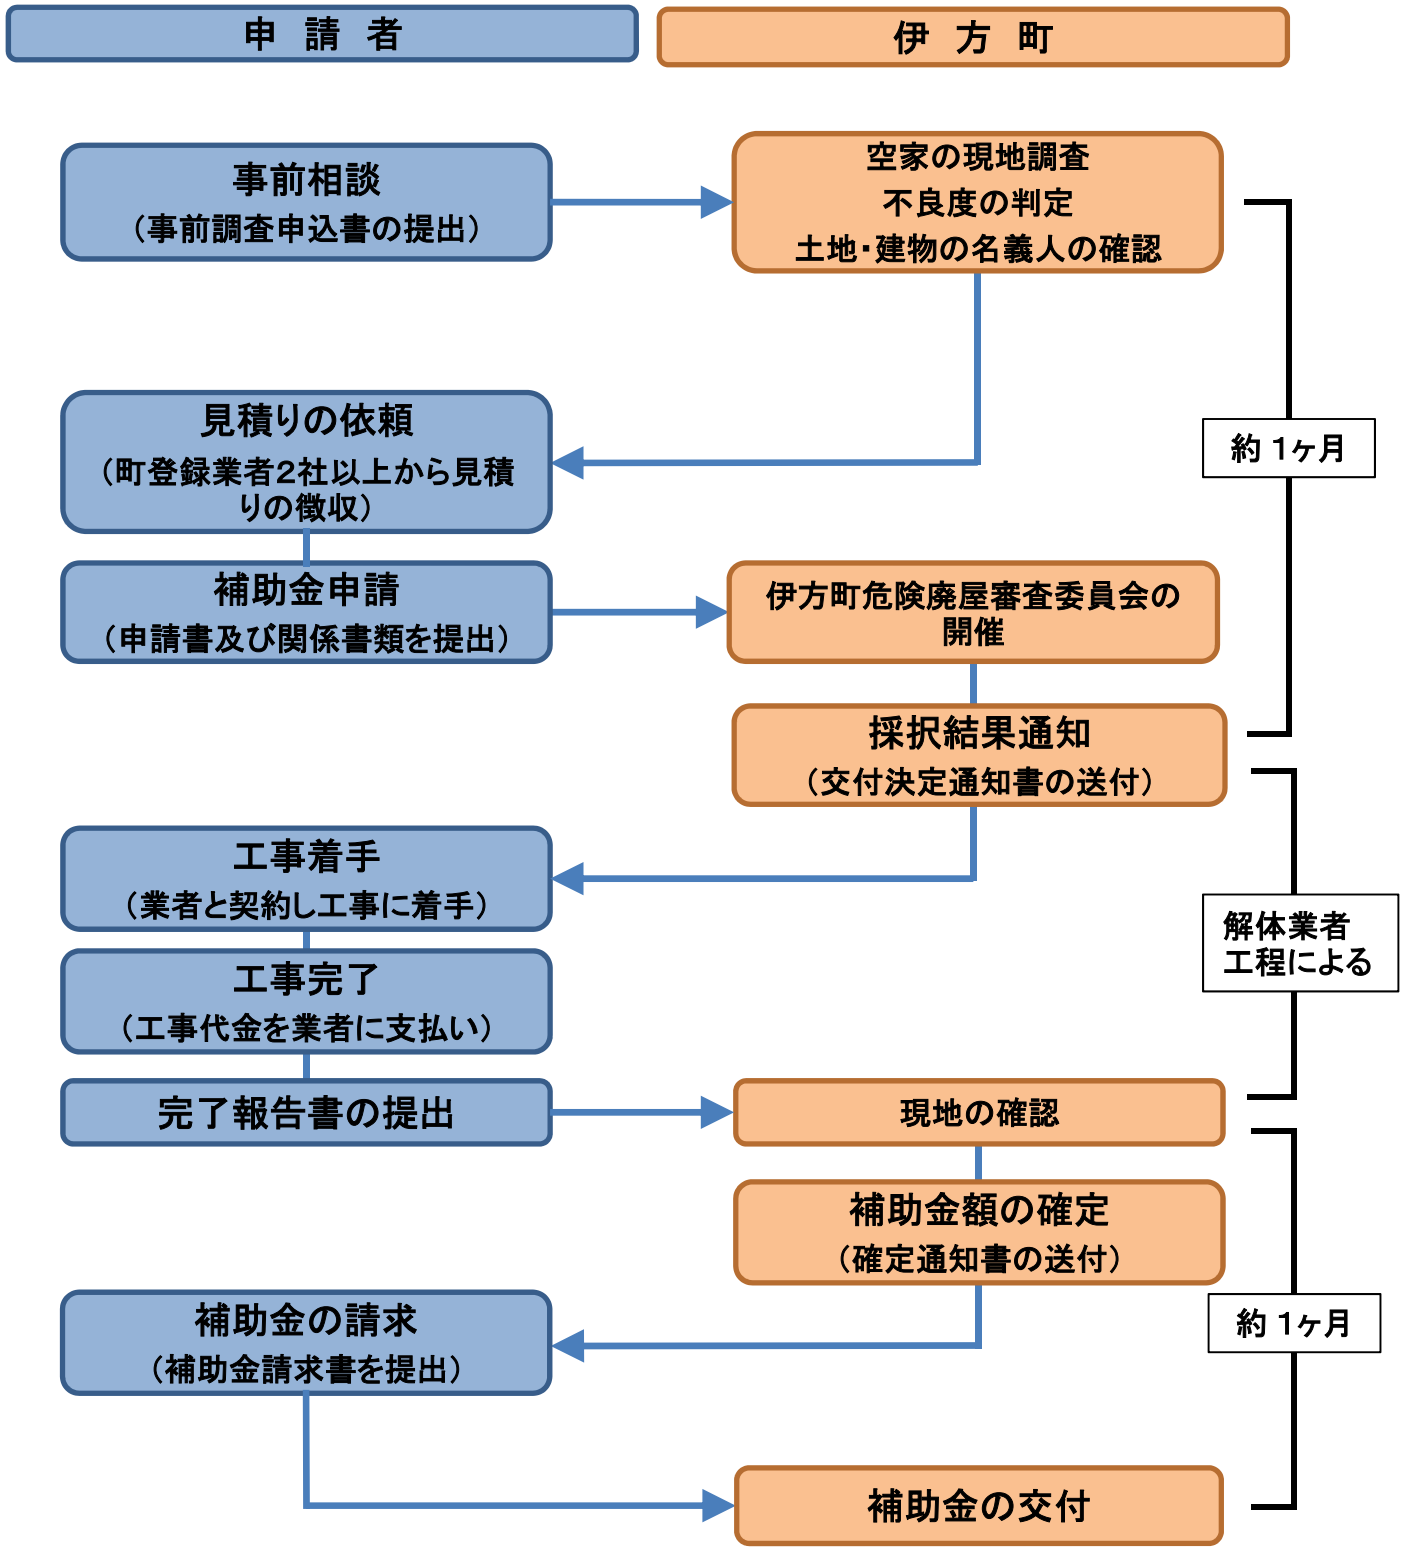 申　請　者
伊　方　町
事前相談
（事前調査申込書の提出）
空家の現地調査
不良度の判定
土地・建物の名義人の確認
見積りの依頼
（町登録業者２社以上から見積
りの徴収）
約１ヶ月
補助金申請
（申請書及び関係書類を提出）
伊方町危険廃屋審査委員会の
開催
採択結果通知
（交付決定通知書の送付）
工事着手
（業者と契約し工事に着手）
解体業者
工程による
工事完了
（工事代金を業者に支払い）
完了報告書の提出
現地の確認
補助金額の確定
（確定通知書の送付）
補助金の請求
（補助金請求書を提出）
約１ヶ月
補助金の交付